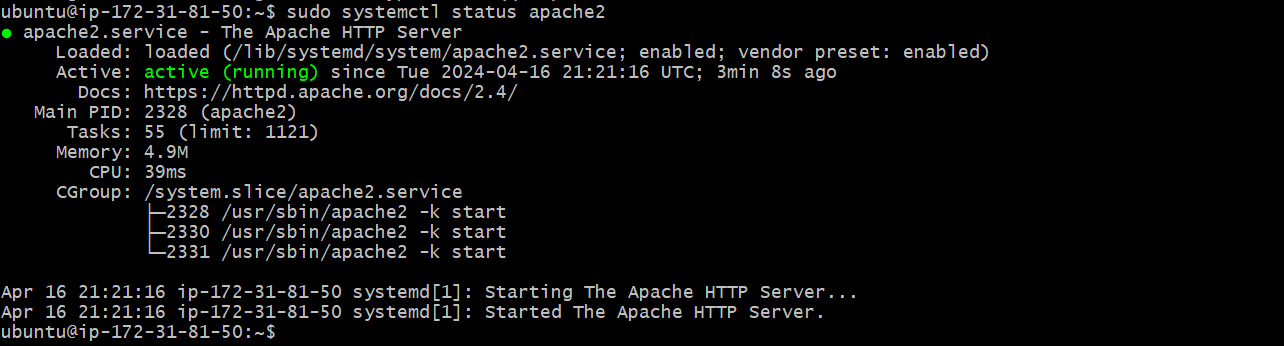 ubuntu@ip-172-31-81-50:~$ sudo systemctl status apache2
● apache2.service - The Apache HTTP Server
     Loaded: loaded (/lib/systemd/system/apache2.service; enabled; vendor preset: enabled)
     Active: active (running) since Tue 2024-04-16 21:21:16 UTC; 3min 8s ago
       Docs: https://httpd.apache.org/docs/2.4/
   Main PID: 2328 (apache2)
      Tasks: 55 (limit: 1121)
     Memory: 4.9M
        CPU: 39ms
     CGroup: /system.slice/apache2.service
             ├─2328 /usr/sbin/apache2 -k start
             ├─2330 /usr/sbin/apache2 -k start
             └─2331 /usr/sbin/apache2 -k start

Apr 16 21:21:16 ip-172-31-81-50 systemd[1]: Starting The Apache HTTP Server...
Apr 16 21:21:16 ip-172-31-81-50 systemd[1]: Started The Apache HTTP Server.
ubuntu@ip-172-31-81-50:~$